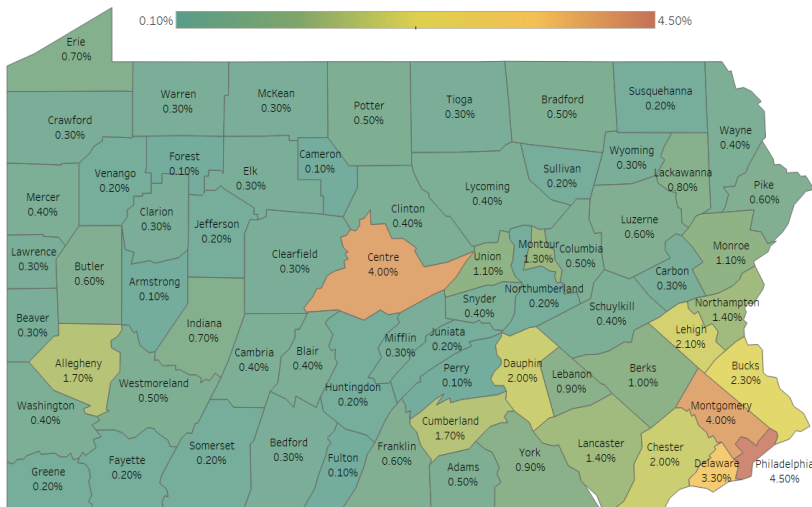 0.10%
4.50%
Erie
0.70%
Warren
0.30%
McKean
0.30%
Potter
0.50%
Tioga
0.30%
Bradford
0.50%
Susquehanna
0.20%
Wayne
0.40%
Crawford
0.30%
Venango
0.20%
Forest
0.10%
Elk
0.30%
Cameron
0.10%
Sullivan
0.20%
Wyoming
0.30%
Lackawanna
0.80%
Pike
0.60%
Mercer
0.40%
Clarion
0.30%
Jefferson
0.20%
Clinton
0.40%
Lycoming
0.40%
Luzerne
0.60%
Lawrence
0.30%
Butler
0.60%
Armstrong
0.10%
Clearfield
0.30%
Centre
4.00%
Union
1.10%
Montour
1.30%
Columbia
0.50%
Carbon
0.30%
Monroe
1.10%
Beaver
0.30%
Indiana
0.70%
Snyder
0.40%
Northumberland
0.20%
Schuylkill
0.40%
Northampton
1.40%
Allegheny
1.70%
Westmoreland
0.50%
Cambria
0.40%
Blair
0.40%
Mifflin
0.30%
Juniata
0.20%
Lehigh
2.10%
Huntingdon
0.20%
Perry
0.10%
Dauphin
2.00%
Lebanon
0.90%
Berks
1.00%
Bucks
2.30%
Washington
0.40%
Cumberland
1.70%
Montgomery
4.00%
Greene
0.20%
Fayette
0.20%
Somerset
0.20%
Bedford
0.30%
Fulton
0.10%
Franklin
0.60%
Adams
0.50%
York
0.90%
Lancaster
1.40%
Chester
2.00%
Delaware
3.30%
Philadelphia
4.50%